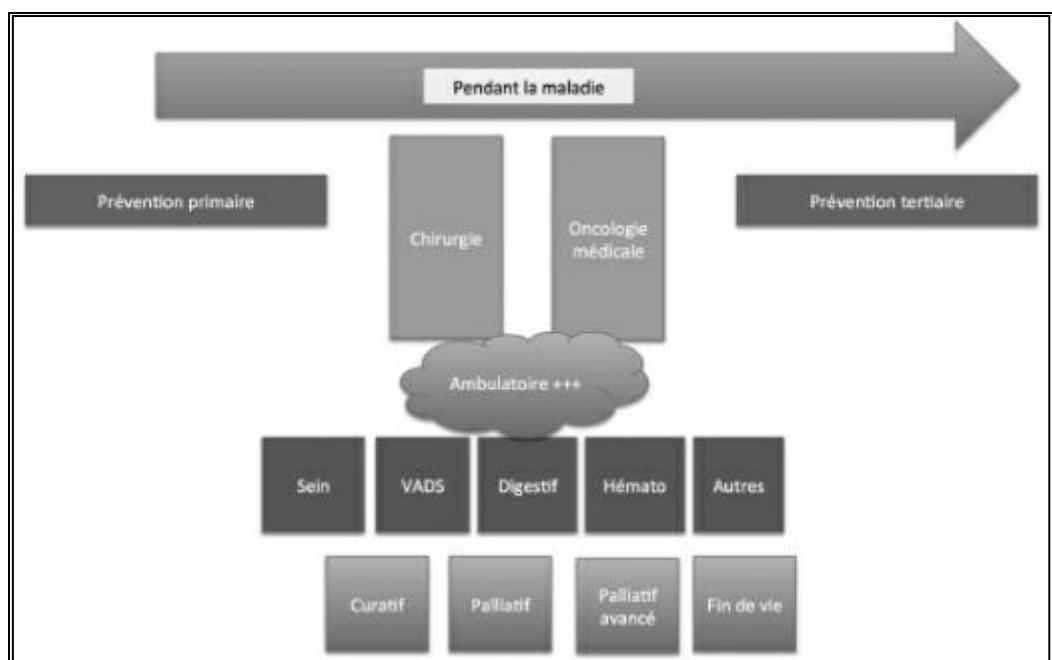 Pendant la maladie
Prévention primaire
Chirurgie
Oncologie
médicale
Prévention tertiaire
Ambulatoire +++
Sein
VADS
Digestif
Hémato
Autres
Curatif
Palliatif
Palliatif
avancé
Fin de vie